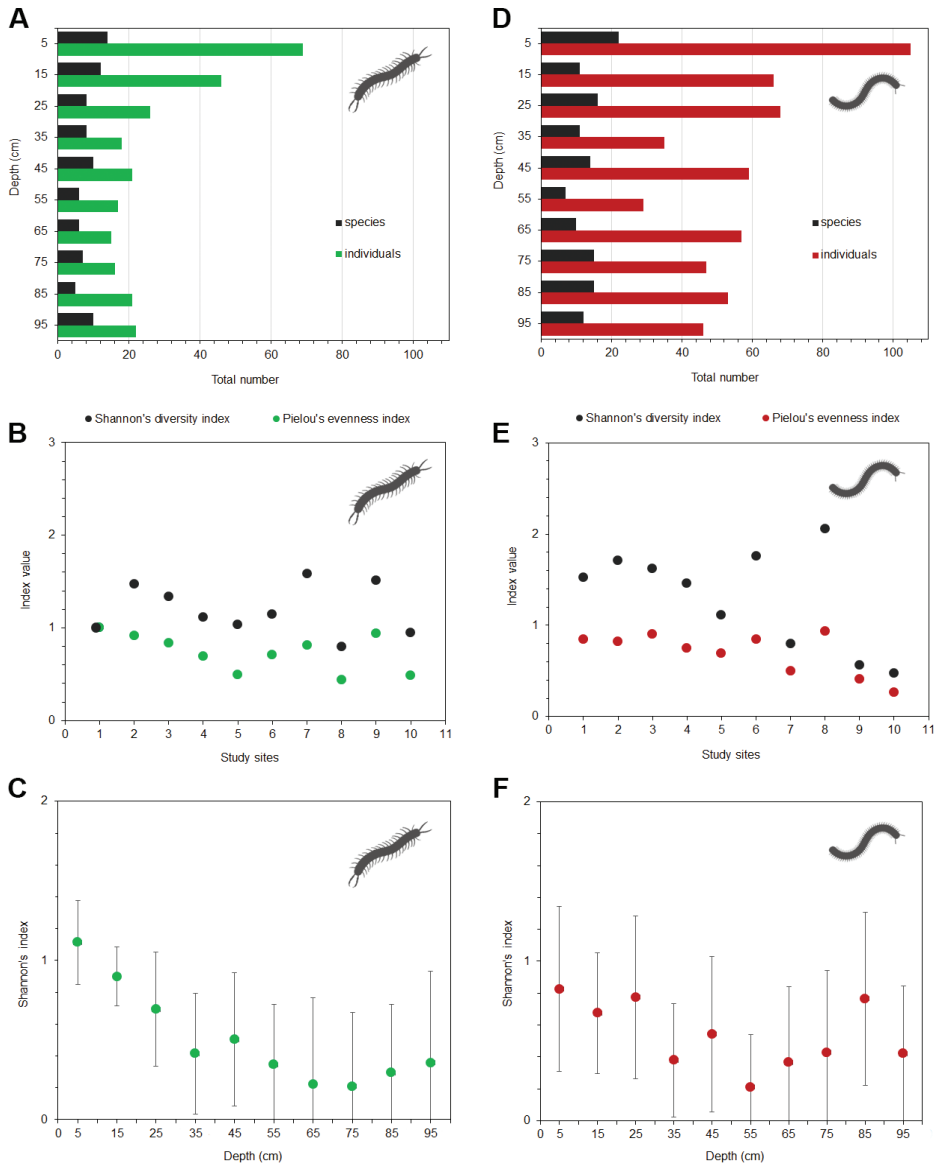 A
Depth (cm)
5
15
25
35
45
55
65
75
85
95
species
individuals
0 20 40 60 80 100
Total number
D
Depth (cm)
5
15
25
35
45
55
65
75
85
95
species
individuals
0 20 40 60 80 100
Total number
B
Shannon's diversity index Pielou's evenness index
Index value
3
2
1
0
0 1 2 3 4 5 6 7 8 9 10 11
Study sites
E
Shannon's diversity index Pielou's evenness index
Index value
3
2
1
0
0 1 2 3 4 5 6 7 8 9 10 11
Study sites
C
Shannon's index
2
1
0
5 15 25 35 45 55 65 75 85 95
Depth (cm)
F
Shannon's index
2
1
0
5 15 25 35 45 55 65 75 85 95
Depth (cm)